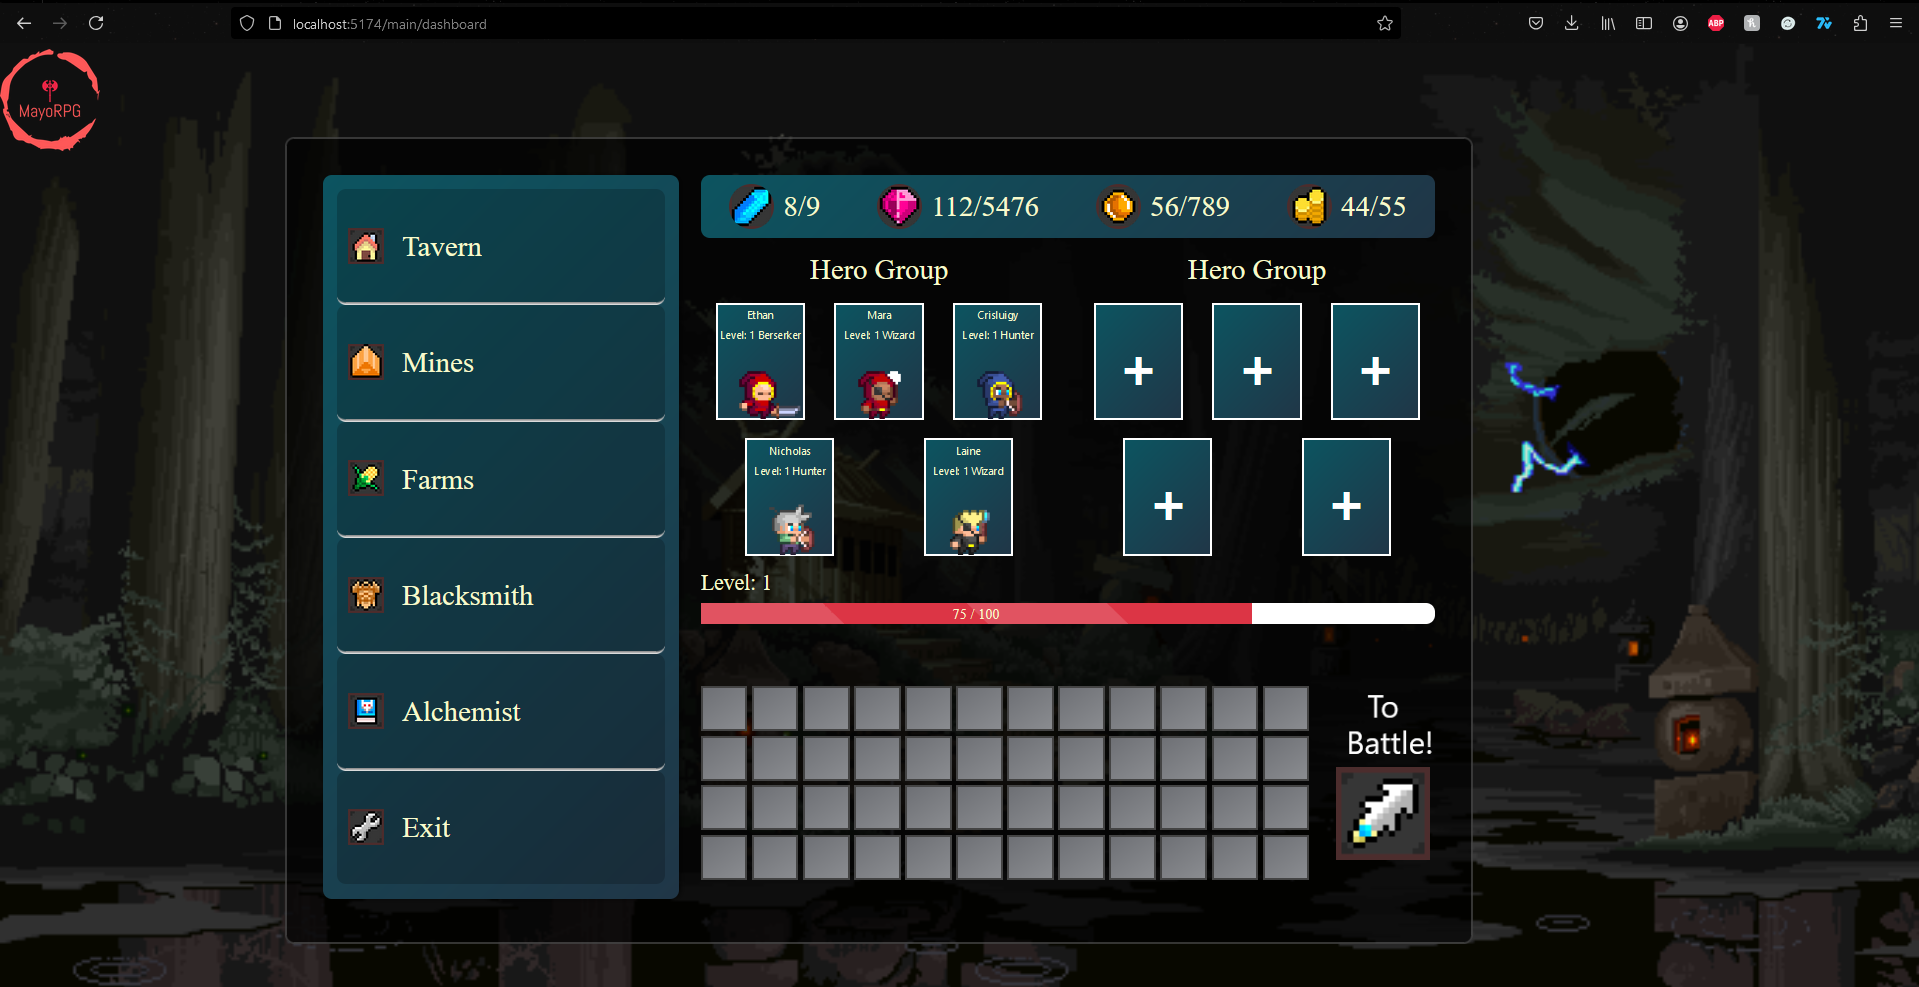 localhost:5174/main/dashboard
ABP
MayoRPG
Tavern
Mines
Farms
Blacksmith
Alchemist
Exit
8/9
112/5476
56/789
44/55
Hero Group
Ethan
Level: 1 Berserker
Mara
Level: 1 Wizard
Crisluigy
Level: 1 Hunter
Nicholas
Level: 1 Hunter
Laine
Level: 1 Wizard
Hero Group
+
+
+
+
+
Level: 1
75 / 100
To
Battle!